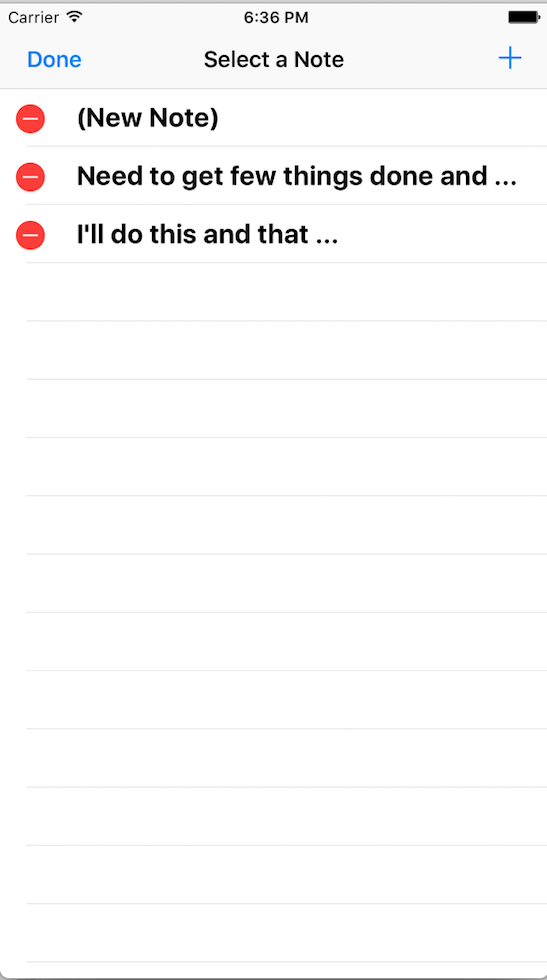 Carrier 6:36 PM
Done Select a Note
(New Note)
Need to get few things done and ...
I'll do this and that ...